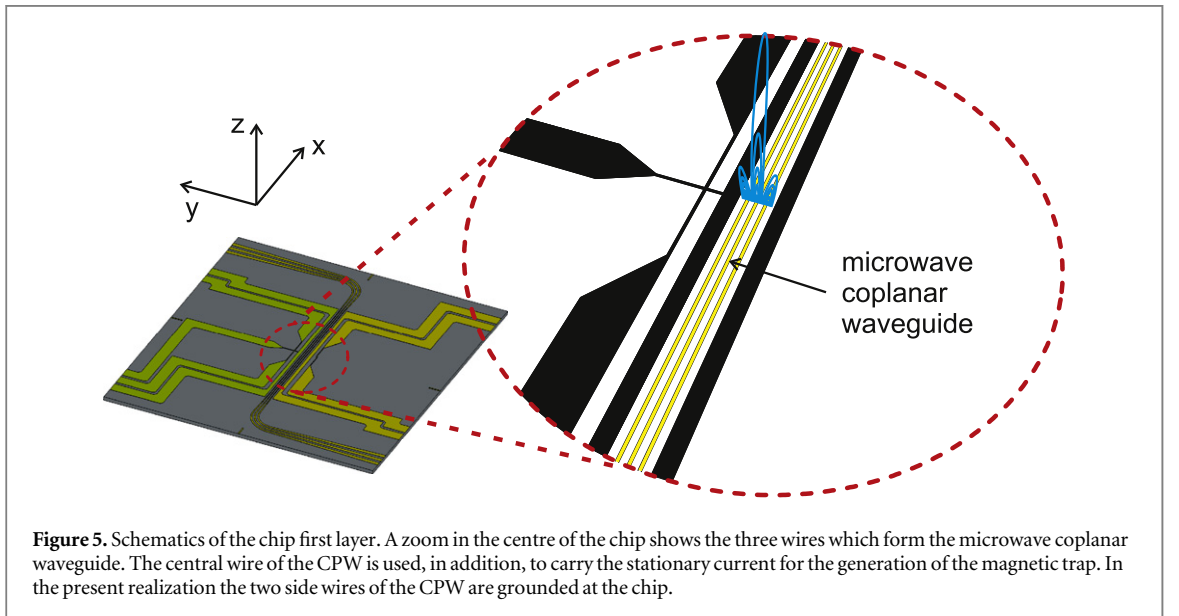 z
x
y
microwave
coplanar
waveguide
Figure 5. Schematics of the chip first layer. A zoom in the centre of the chip shows the three wires which form the microwave coplanar
waveguide. The central wire of the CPW is used, in addition, to carry the stationary current for the generation of the magnetic trap. In
the present realization the two side wires of the CPW are grounded at the chip.